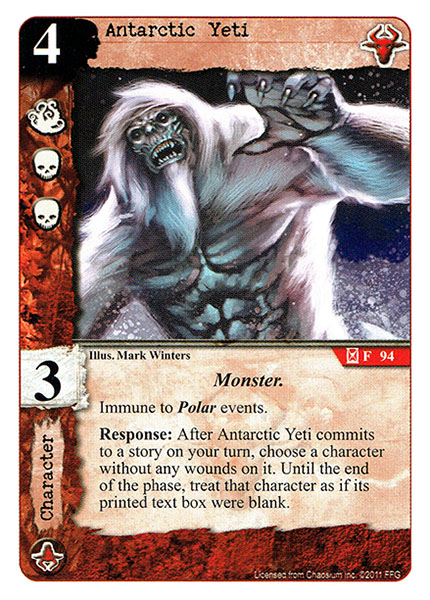 4
Antarctic Yeti
Illus. Mark Winters
F 94
3
Monster.
Immune to Polar events.
Response: After Antarctic Yeti commits
to a story on your turn, choose a character
without any wounds on it. Until the end
of the phase, treat that character as if its
printed text box were blank.
Character
Licensed from Chaosium Inc. ©2011 FFG